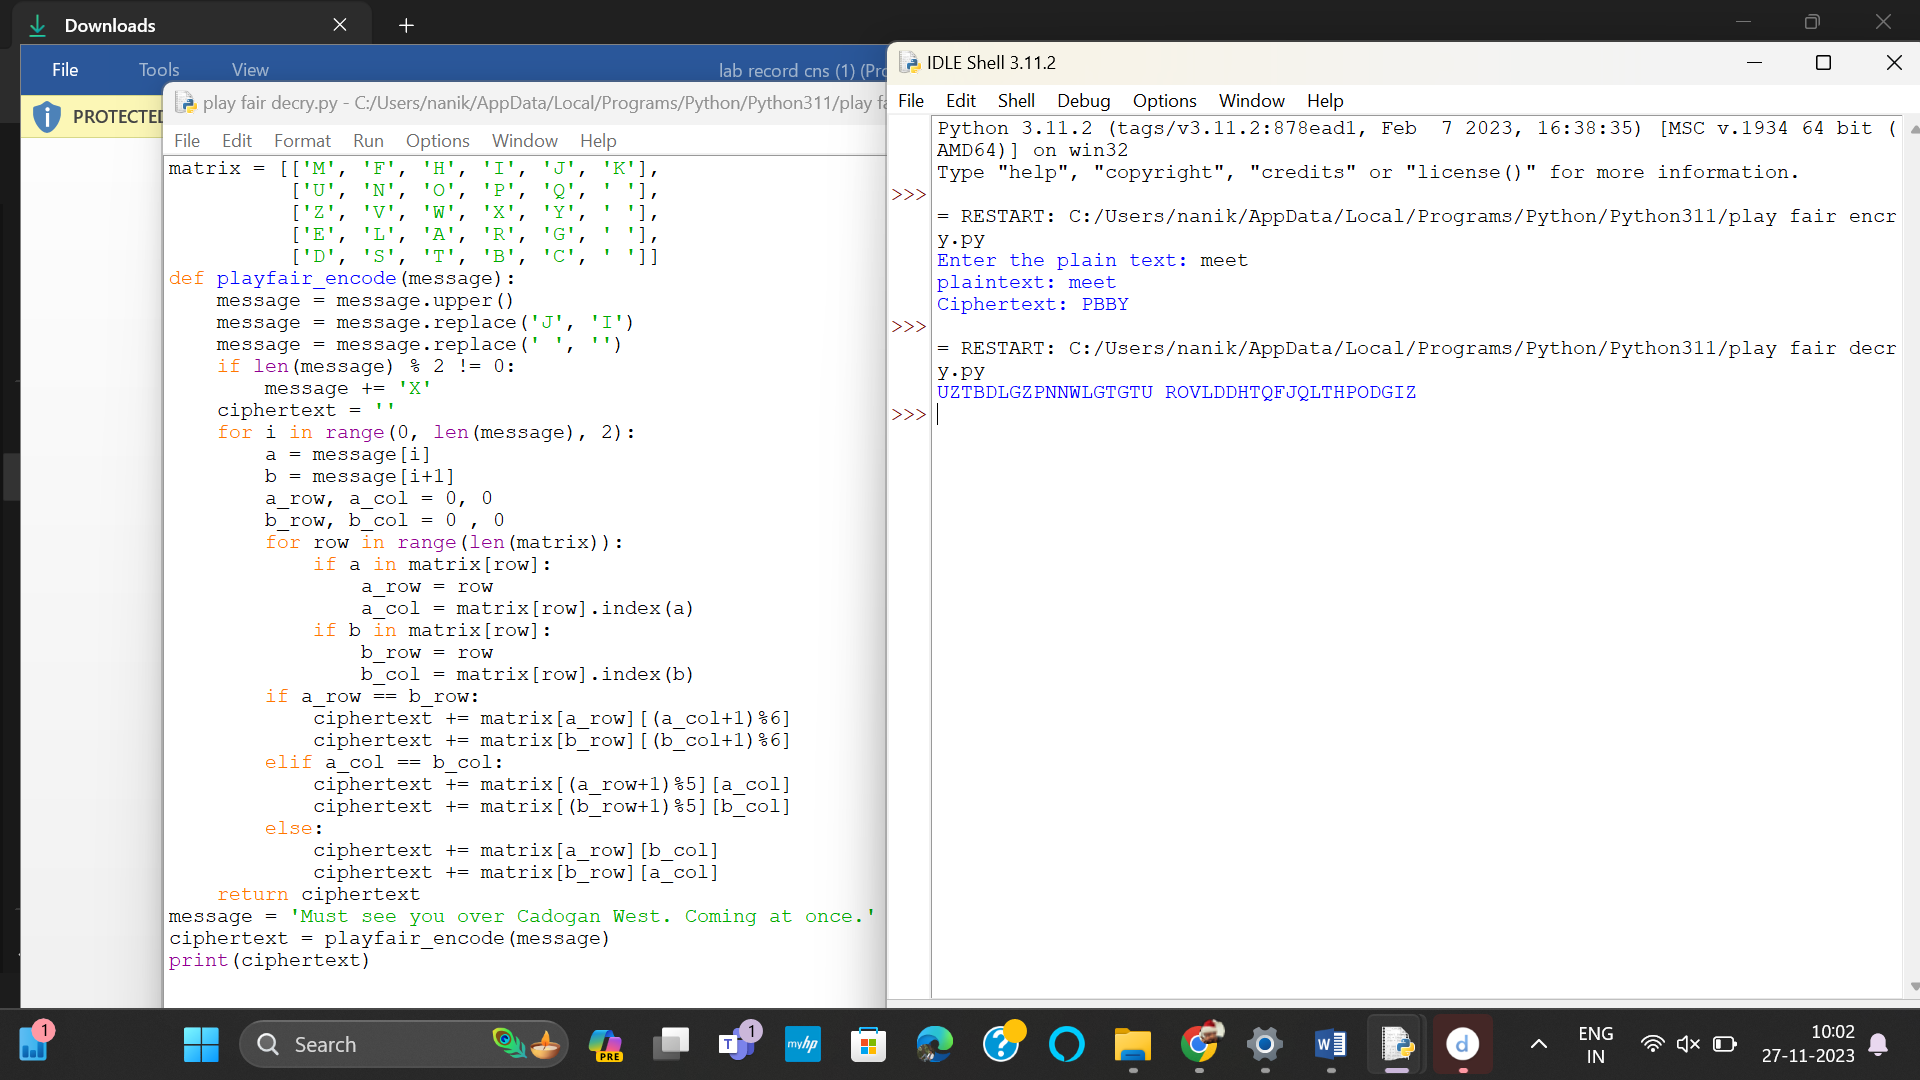 Downloads
File Tools View
lab record cns (1) (Pro
PROTECTED
play fair decry.py - C:/Users/nanik/AppData/Local/Programs/Python/Python311/play fa
File Edit Format Run Options Window Help
matrix = [['M', 'F', 'H', 'I', 'J', 'K'],
['U', 'N', 'O', 'P', 'Q', ' '],
['Z', 'V', 'W', 'X', 'Y', ' '],
['E', 'L', 'A', 'R', 'G', ' '],
['D', 'S', 'T', 'B', 'C', ' ']]
def playfair_encode(message):
    message = message.upper()
    message = message.replace('J', 'I')
    message = message.replace(' ', '')
    if len(message) % 2 != 0:
        message += 'X'
    ciphertext = ''
    for i in range(0, len(message), 2):
        a = message[i]
        b = message[i+1]
        a_row, a_col = 0, 0
        b_row, b_col = 0 , 0
        for row in range(len(matrix)):
            if a in matrix[row]:
                a_row = row
                a_col = matrix[row].index(a)
            if b in matrix[row]:
                b_row = row
                b_col = matrix[row].index(b)
        if a_row == b_row:
            ciphertext += matrix[a_row][(a_col+1)%6]
            ciphertext += matrix[b_row][(b_col+1)%6]
        elif a_col == b_col:
            ciphertext += matrix[(a_row+1)%5][a_col]
            ciphertext += matrix[(b_row+1)%5][b_col]
        else:
            ciphertext += matrix[a_row][b_col]
            ciphertext += matrix[b_row][a_col]
    return ciphertext
message = 'Must see you over Cadogan West. Coming at once.'
ciphertext = playfair_encode(message)
print(ciphertext)
IDLE Shell 3.11.2
File Edit Shell Debug Options Window Help
Python 3.11.2 (tags/v3.11.2:878ead1, Feb  7 2023, 16:38:35) [MSC v.1934 64 bit (
AMD64)] on win32
Type "help", "copyright", "credits" or "license()" for more information.
>>>
= RESTART: C:/Users/nanik/AppData/Local/Programs/Python/Python311/play fair encr
y.py
Enter the plain text: meet
plaintext: meet
Ciphertext: PBBY
>>>
= RESTART: C:/Users/nanik/AppData/Local/Programs/Python/Python311/play fair decr
y.py
UZTBDLGZPNNWLGTGTU ROVLDDHTQFJQLTHPODGIZ
>>>
1
Search
PRE
T
1
myhp
W
d
ENG
IN
10:02
27-11-2023